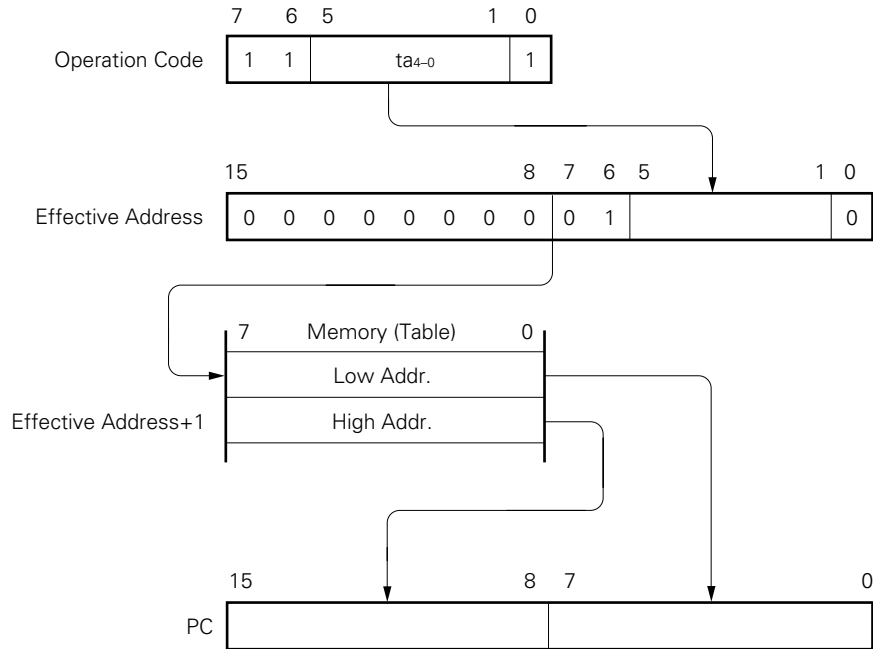 7 6 5 1 0
Operation Code 1 1 ta4–0 1
15 8 7 6 5 1 0
Effective Address 0 0 0 0 0 0 0 0 0 1 0
7 Memory (Table) 0
Low Addr.
Effective Address+1 High Addr.
15 8 7 0
PC